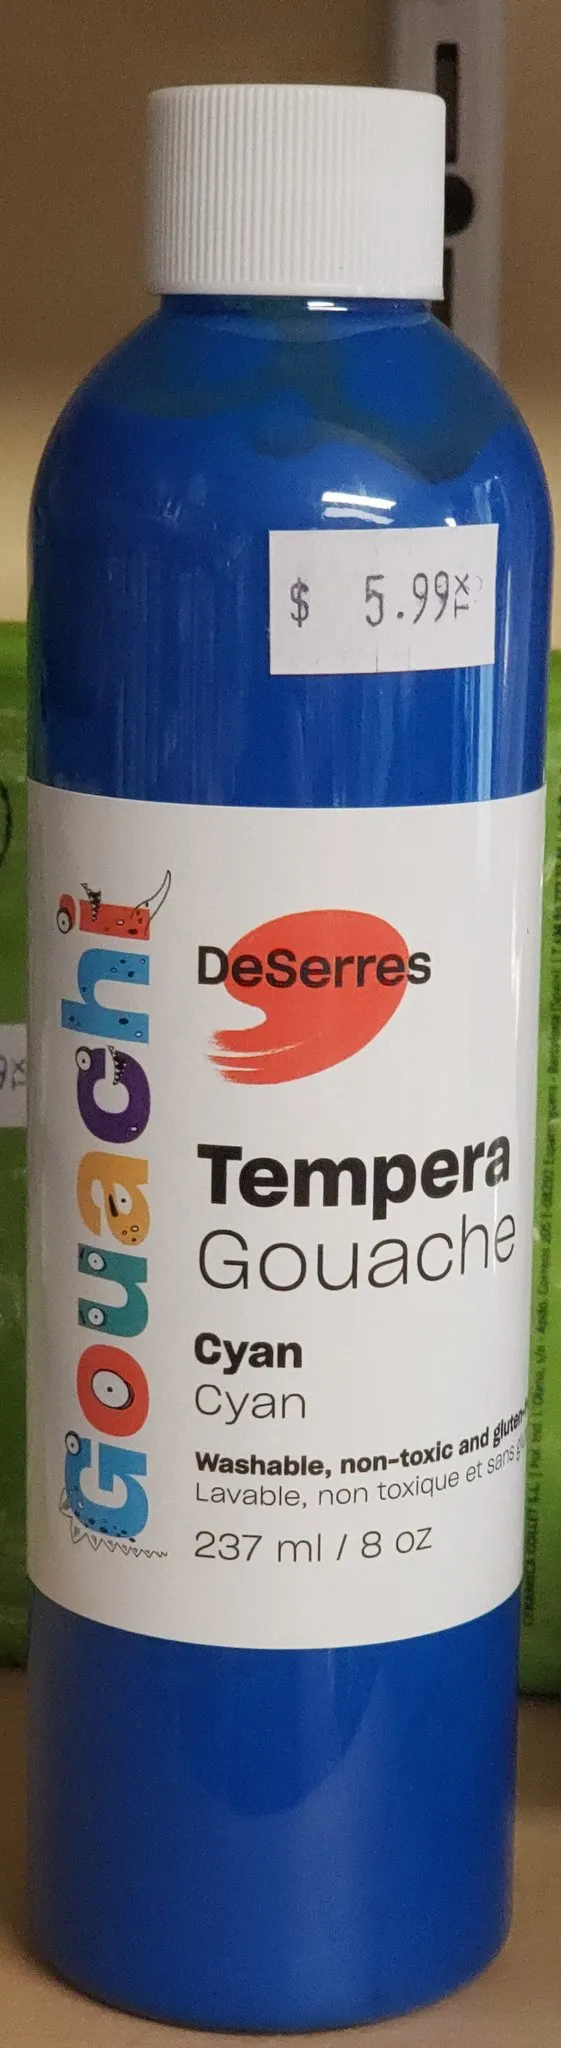 $ 5.99
Gouachi
DeSerres
Tempera
Gouache
Cyan
Cyan
Washable, non-toxic and gluten-
Lavable, non toxique et sans
237 ml / 8 oz